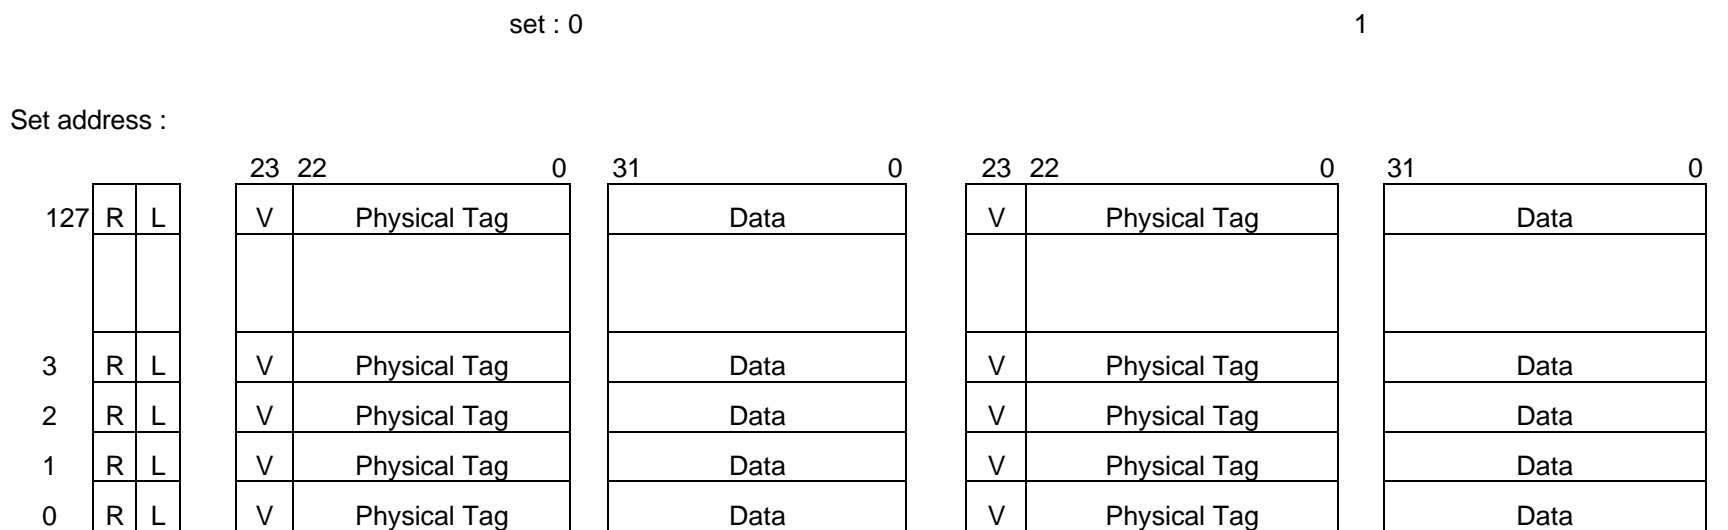 set : 0 1
Set address :
23 22 0 31 0 23 22 0 31 0
127 R L V Physical Tag Data V Physical Tag Data
3 R L V Physical Tag Data V Physical Tag Data
2 R L V Physical Tag Data V Physical Tag Data
1 R L V Physical Tag Data V Physical Tag Data
0 R L V Physical Tag Data V Physical Tag Data